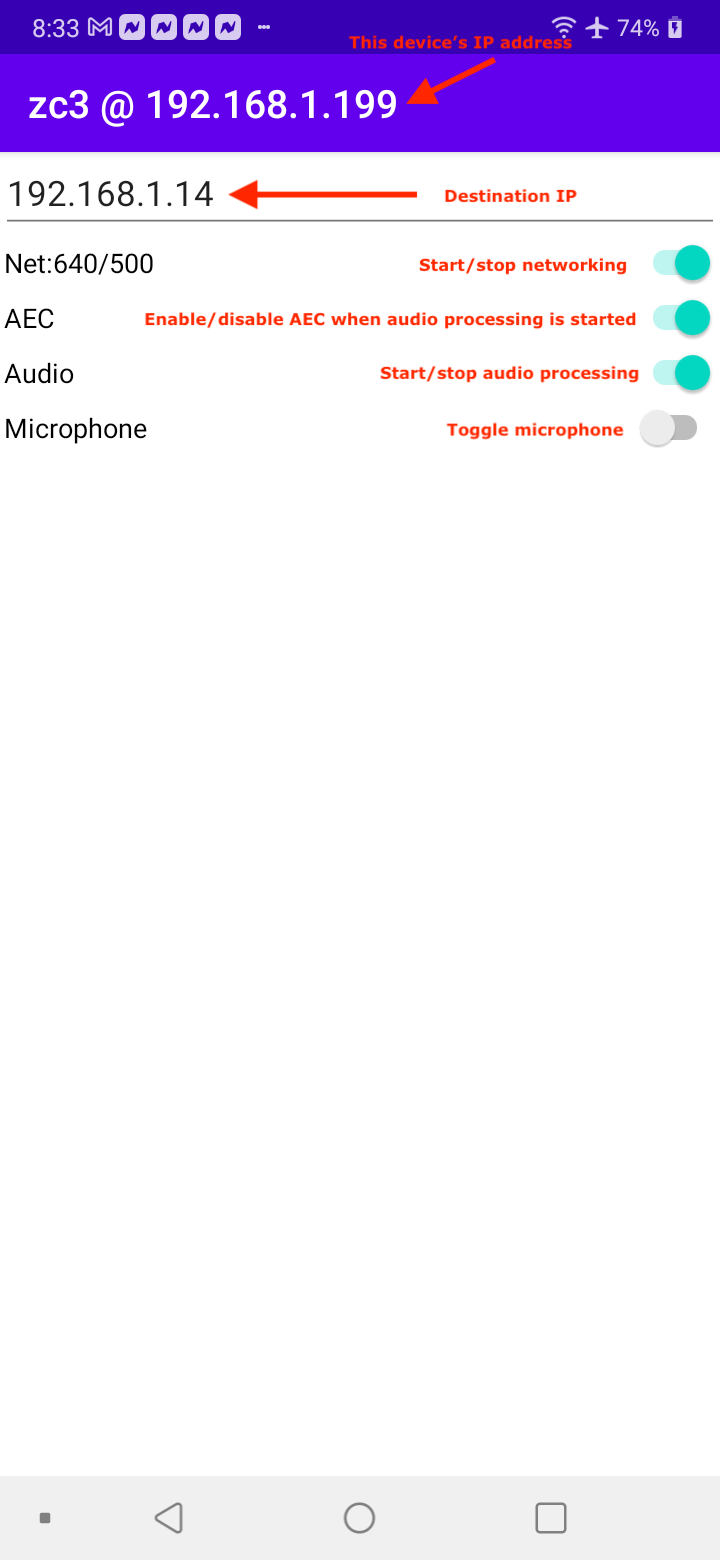 8:33 74%
This device's IP address
zc3 @ 192.168.1.199
192.168.1.14 Destination IP
Net:640/500 Start/stop networking
AEC Enable/disable AEC when audio processing is started
Audio Start/stop audio processing
Microphone Toggle microphone